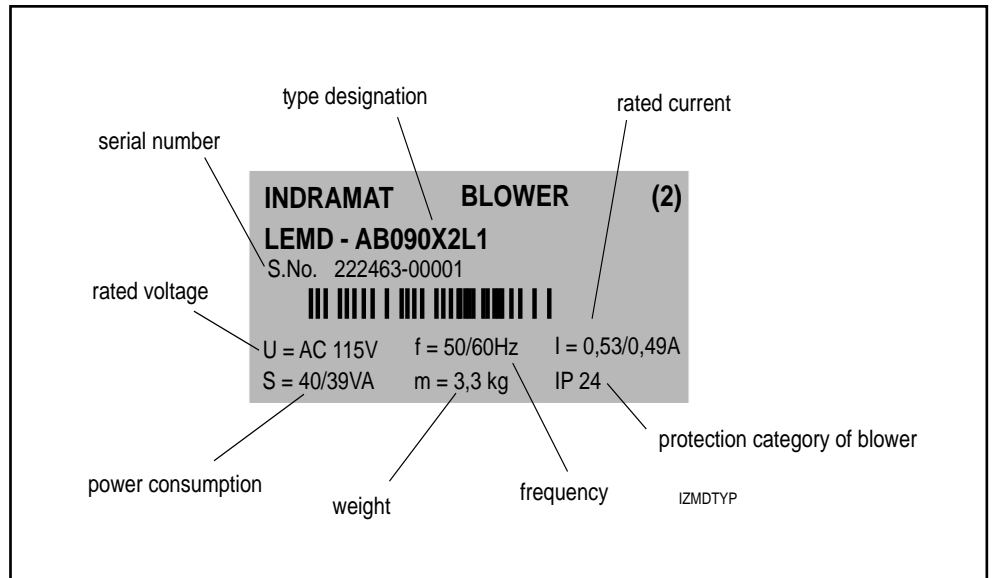 type designation
rated current
serial number
INDRAMAT BLOWER (2)
LEMD - AB090X2L1
S.No. 222463-00001
rated voltage
U = AC 115V f = 50/60Hz I = 0,53/0,49A
S = 40/39VA m = 3,3 kg IP 24
protection category of blower
power consumption
weight
frequency
IZMDTYP